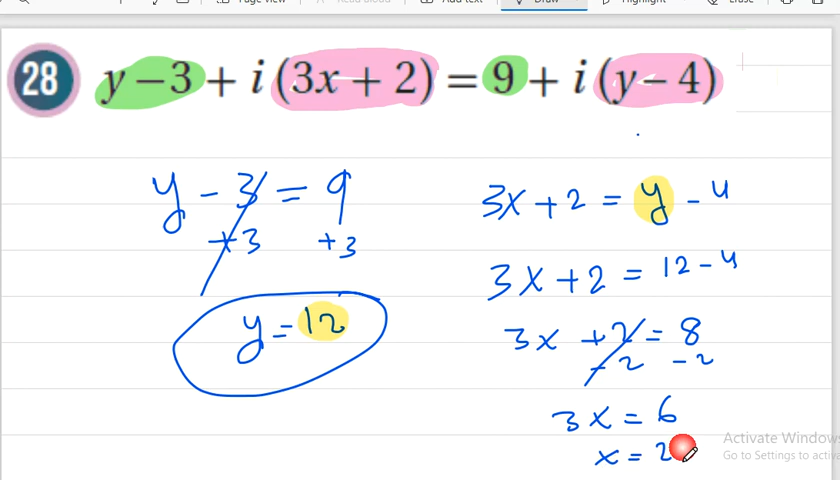 Page view Read aloud Add text Draw Highlight Erase
28 y – 3 + i (3x + 2) = 9 + i (y – 4)
y - 3 = 9
+3 +3
y = 12
3x + 2 = y - 4
3x + 2 = 12 - 4
3x + 2 = 8
- 2 - 2
3x = 6
x = 2
Activate Windows
Go to Settings to activa